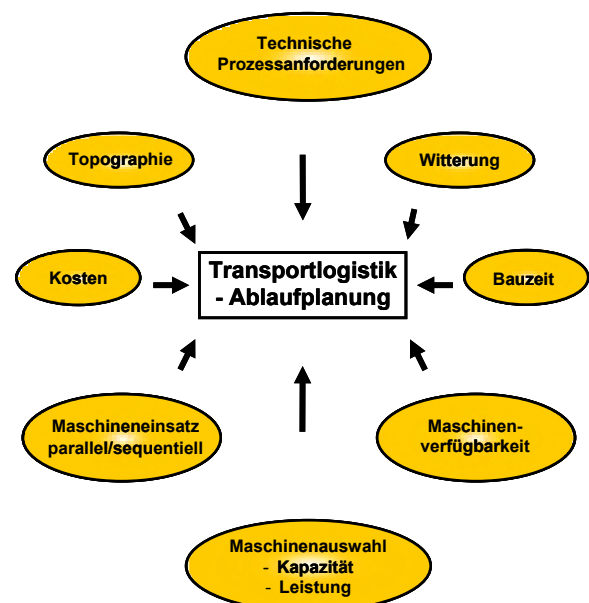 Technische
Prozessanforderungen
Topographie
Witterung
Kosten
Transportlogistik
- Ablaufplanung
Bauzeit
Maschineneinsatz
parallel/sequentiell
Maschinen-
verfügbarkeit
Maschinenauswahl
- Kapazität
- Leistung